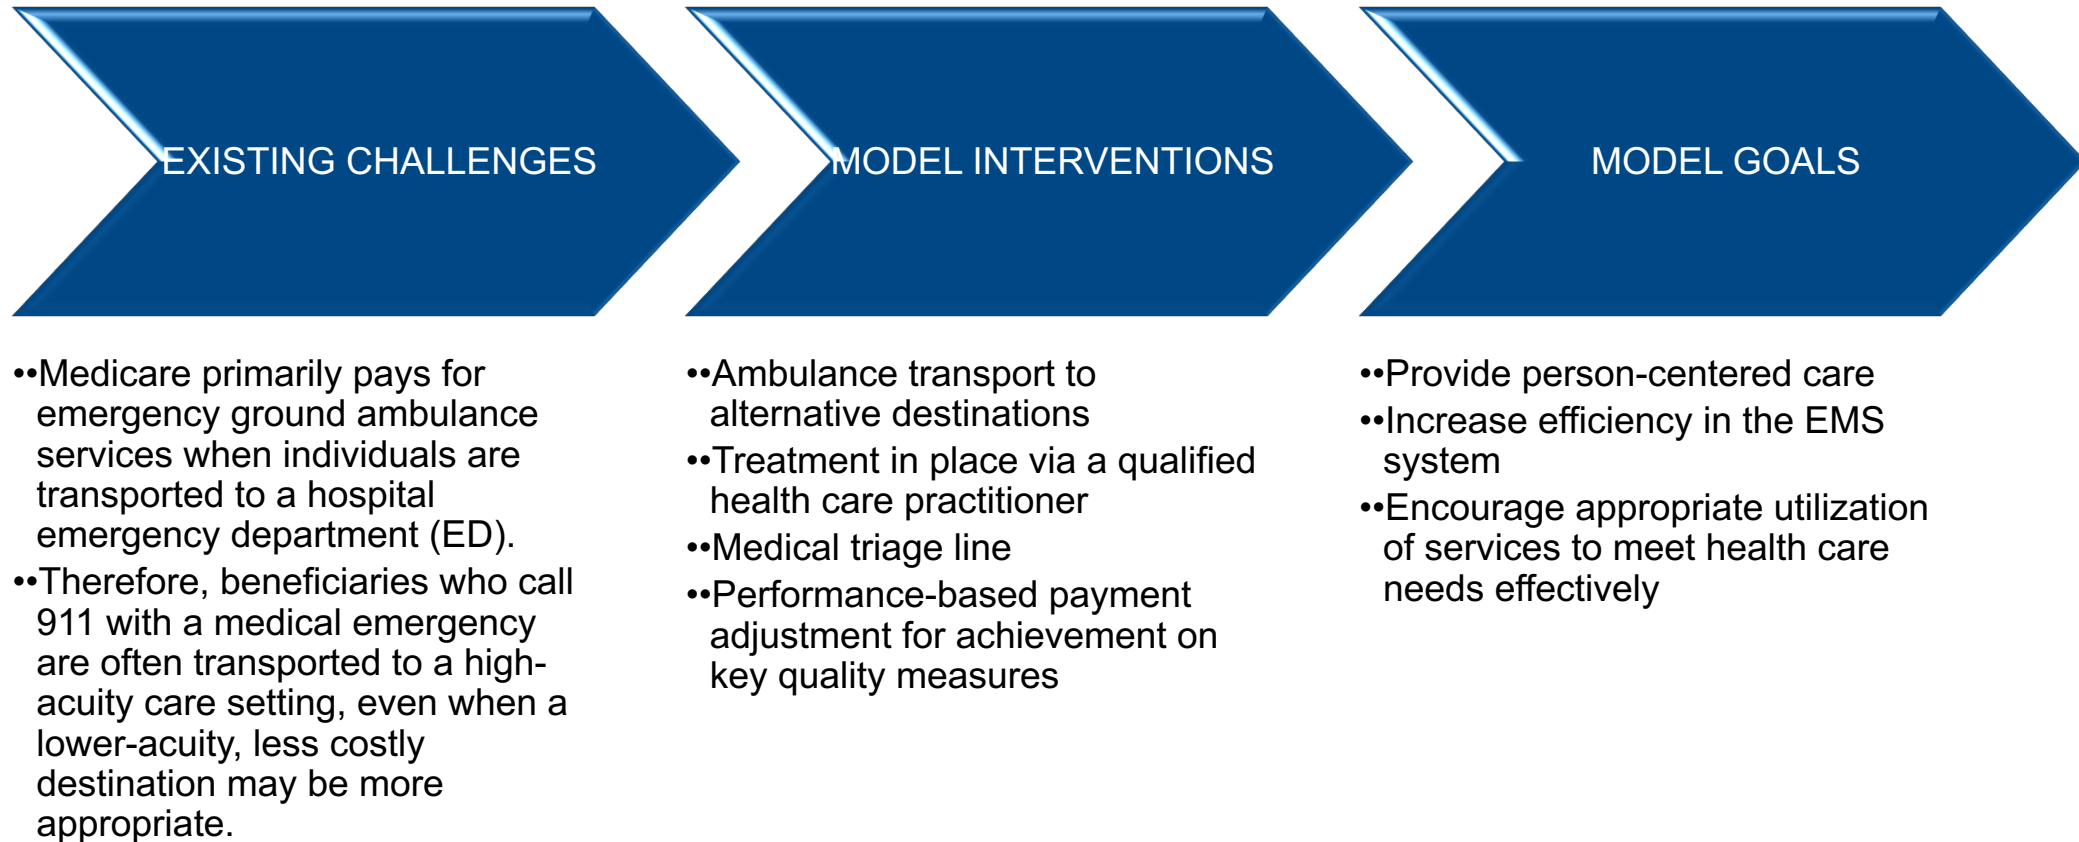 EXISTING CHALLENGES
••Medicare primarily pays for
emergency ground ambulance
services when individuals are
transported to a hospital
emergency department (ED).
••Therefore, beneficiaries who call
911 with a medical emergency
are often transported to a high-
acuity care setting, even when a
lower-acuity, less costly
destination may be more
appropriate.
MODEL INTERVENTIONS
••Ambulance transport to
alternative destinations
••Treatment in place via a qualified
health care practitioner
••Medical triage line
••Performance-based payment
adjustment for achievement on
key quality measures
MODEL GOALS
••Provide person-centered care
••Increase efficiency in the EMS
system
••Encourage appropriate utilization
of services to meet health care
needs effectively